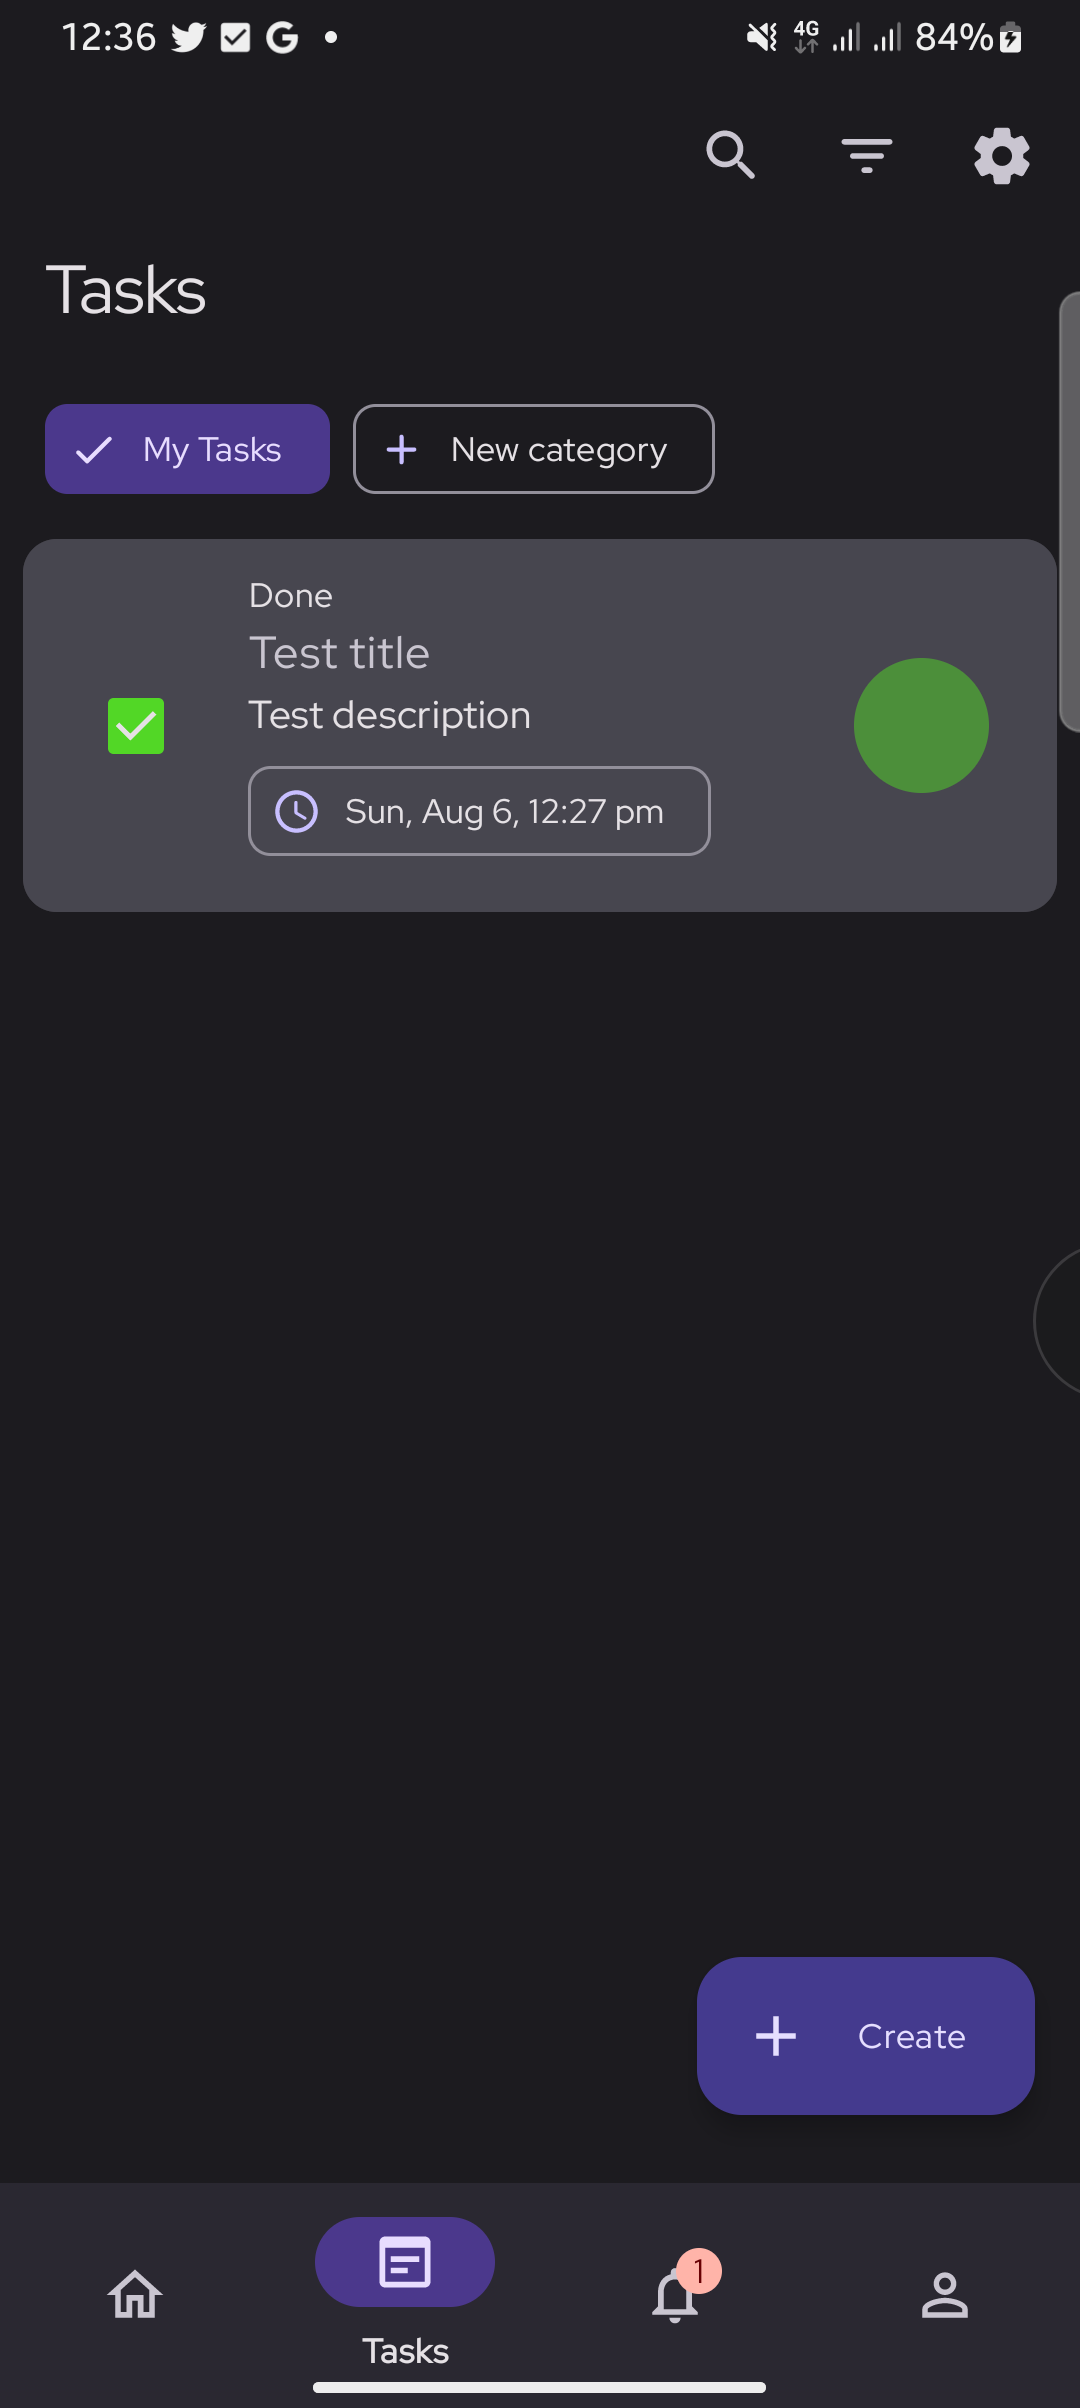 12:36
4G
84%
Tasks
My Tasks
New category
Done
Test title
Test description
Sun, Aug 6, 12:27 pm
Create
1
Tasks